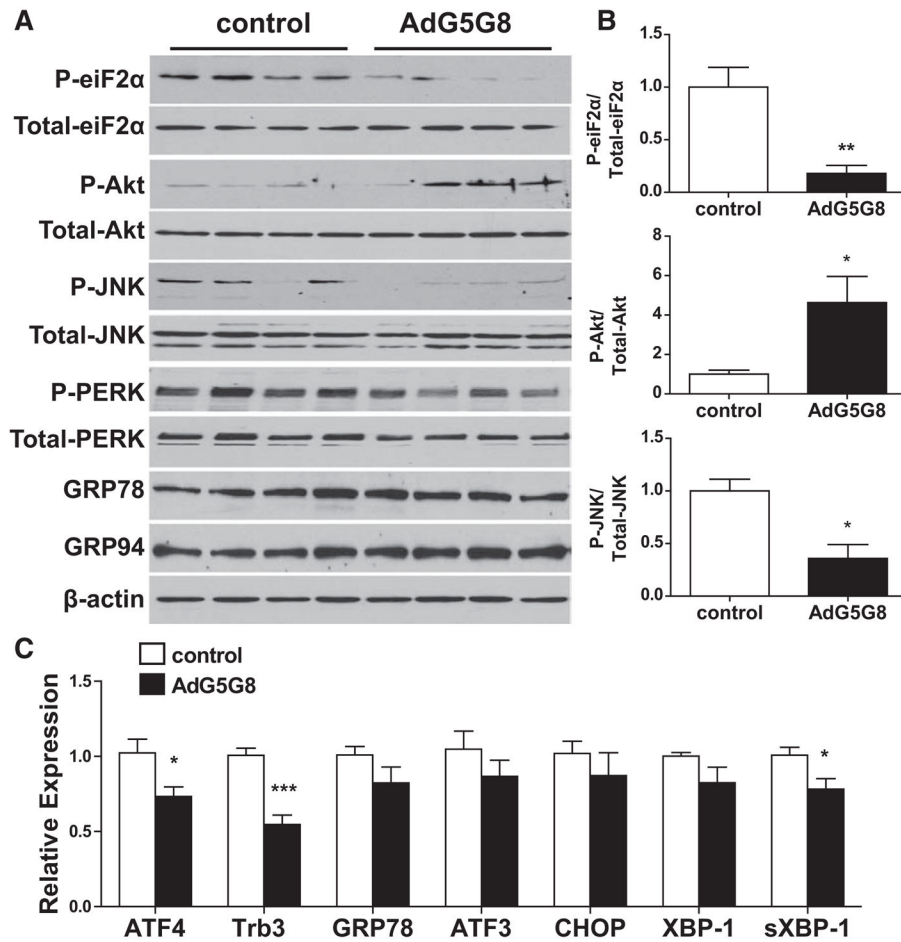 A
control AdG5G8
P-eiF2α
Total-eiF2α
P-Akt
Total-Akt
P-JNK
Total-JNK
P-PERK
Total-PERK
GRP78
GRP94
β-actin
B
P-eiF2α/
Total-eiF2α
1.5
1.0
0.5
0.0
**
control AdG5G8
P-Akt/
Total-Akt
8
6
4
2
0
*
control AdG5G8
P-JNK/
Total-JNK
1.5
1.0
0.5
0.0
*
control AdG5G8
C
control
AdG5G8
Relative Expression
1.5
1.0
0.5
0.0
* *** *
ATF4 Trb3 GRP78 ATF3 CHOP XBP-1 sXBP-1